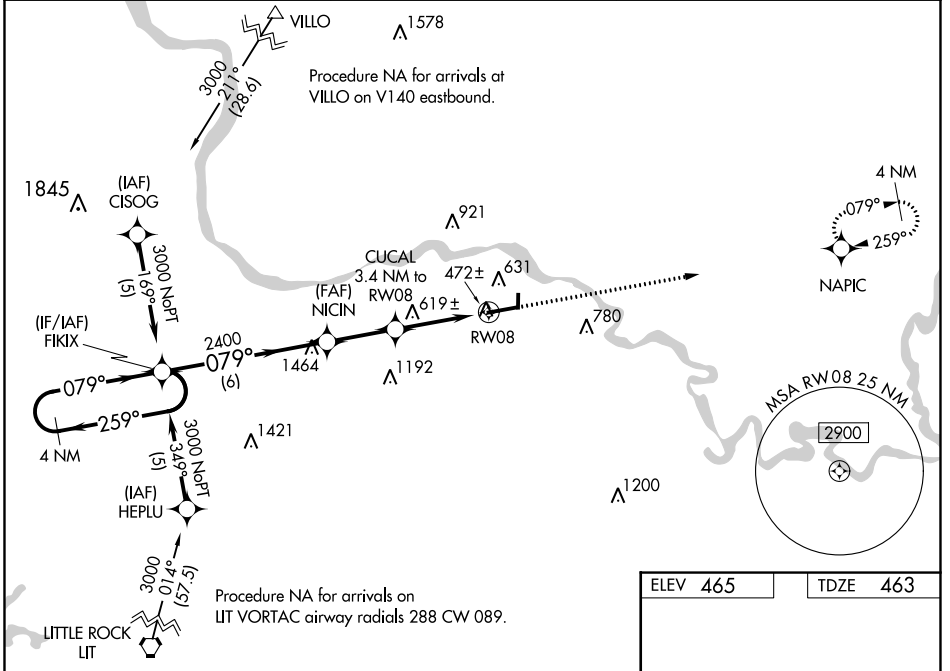 VILLO
1578
3000
211°
(28.6)
Procedure NA for arrivals at
VILLO on V140 eastbound.
1845
(IAF)
CISOG
3000 NoPT
169°
(5)
4 NM
079°
259°
NAPIC
921
CUCAL
3.4 NM to
RW08
472±
631
(FAF)
NICIN
619±
RW08
780
(IF/IAF)
FIKIX
2400
079°
(6)
1464
1192
079°
259°
4 NM
1421
3000 NoPT
349°
(5)
(IAF)
HEPLU
MSA RW08 25 NM
2900
1200
3000
014°
(57.5)
Procedure NA for arrivals on
LIT VORTAC airway radials 288 CW 089.
LITTLE ROCK
LIT
ELEV 465
TDZE 463